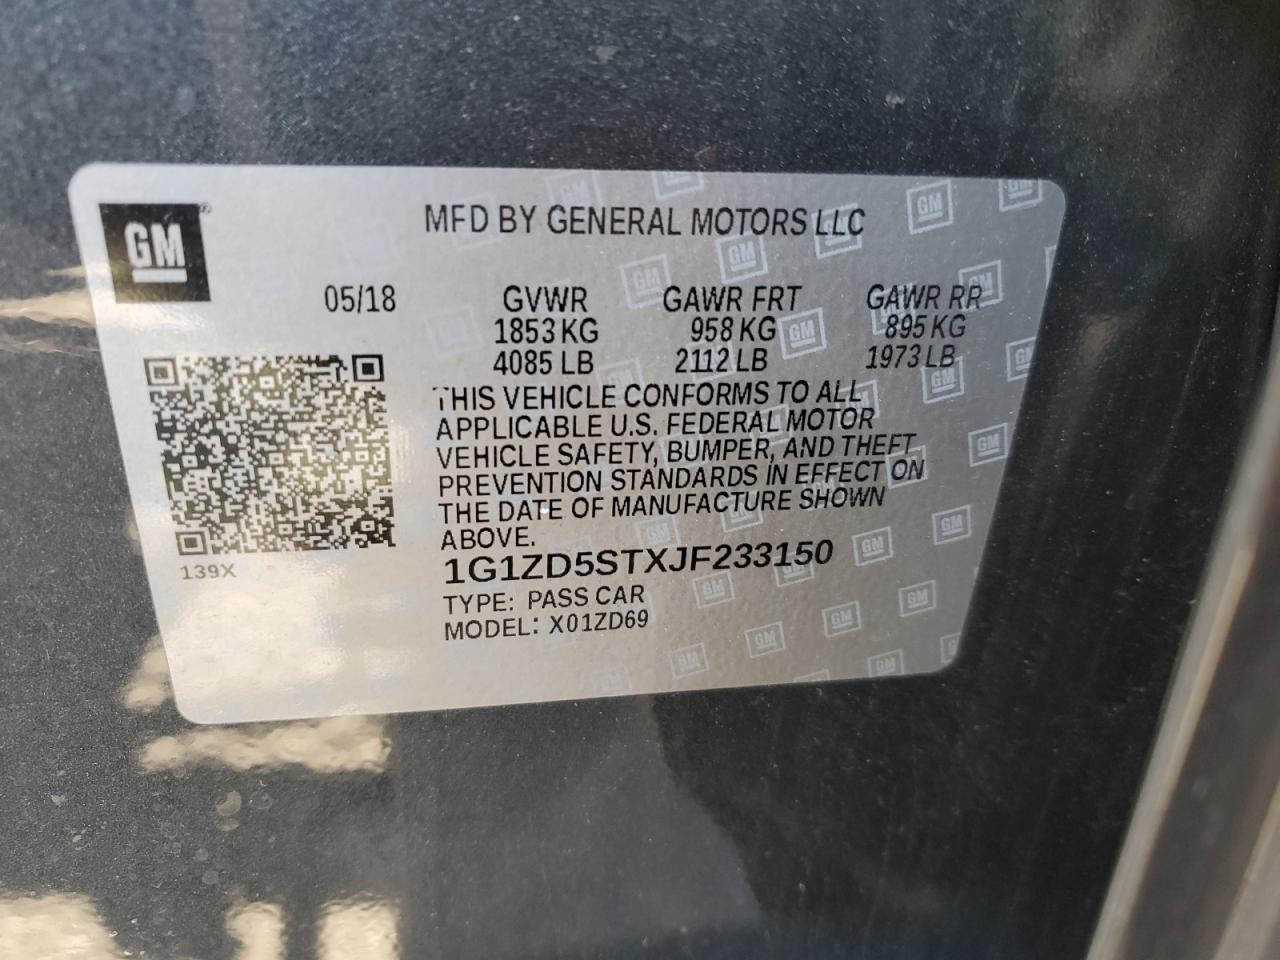 GM
MFD BY GENERAL MOTORS LLC
05/18 GVWR GAWR FRT GAWR RR
1853 KG 958 KG 895 KG
4085 LB 2112 LB 1973 LB
THIS VEHICLE CONFORMS TO ALL
APPLICABLE U.S. FEDERAL MOTOR
VEHICLE SAFETY, BUMPER, AND THEFT
PREVENTION STANDARDS IN EFFECT ON
THE DATE OF MANUFACTURE SHOWN
ABOVE.
139X
1G1ZD5STXJF233150
TYPE: PASS CAR
MODEL: X01ZD69